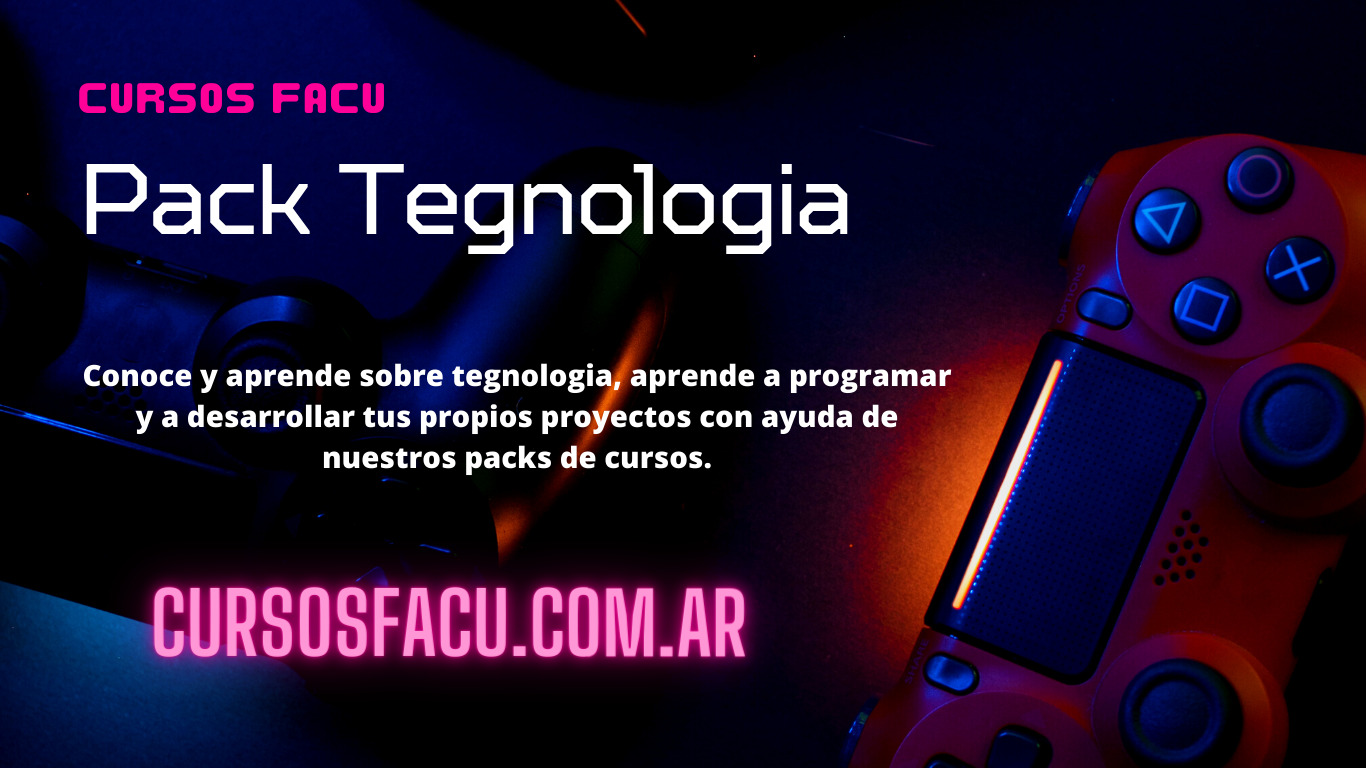 CURSOS FACU
Pack Tegnologia
Conoce y aprende sobre tegnologia, aprende a programar
y a desarrollar tus propios proyectos con ayuda de
nuestros packs de cursos.
CURSOSFACU.COM.AR
OPTIONS